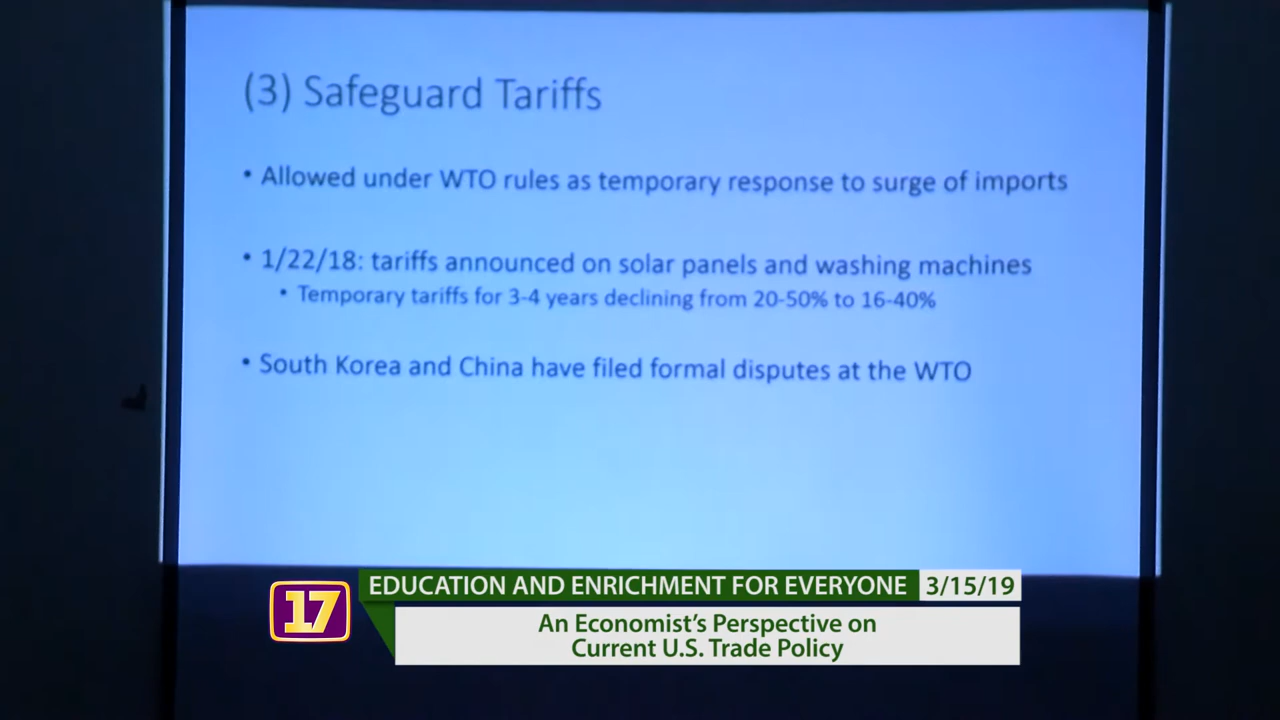 (3) Safeguard Tariffs
• Allowed under WTO rules as temporary response to surge of imports
• 1/22/18: tariffs announced on solar panels and washing machines
• Temporary tariffs for 3-4 years declining from 20-50% to 16-40%
• South Korea and China have filed formal disputes at the WTO
17
EDUCATION AND ENRICHMENT FOR EVERYONE 3/15/19
An Economist's Perspective on
Current U.S. Trade Policy